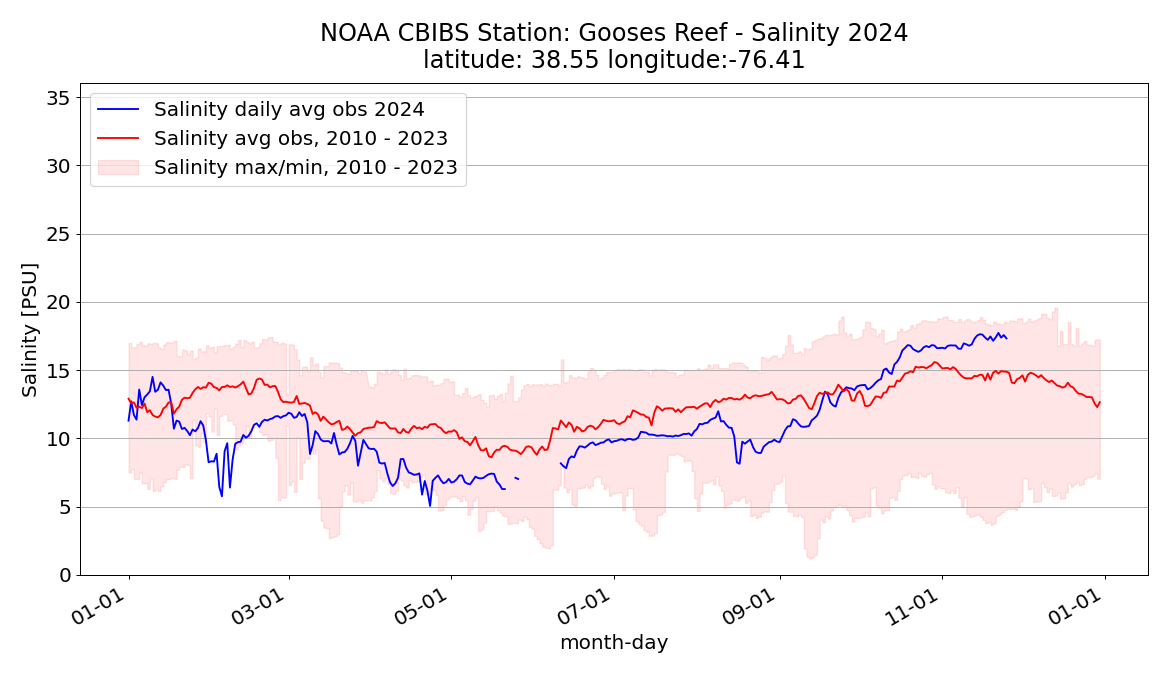 NOAA CBIBS Station: Gooses Reef - Salinity 2024
latitude: 38.55 longitude:-76.41
Salinity daily avg obs 2024
Salinity avg obs, 2010 - 2023
Salinity max/min, 2010 - 2023
Salinity [PSU]
35
30
25
20
15
10
5
0
01-01
03-01
05-01
07-01
09-01
11-01
01-01
month-day